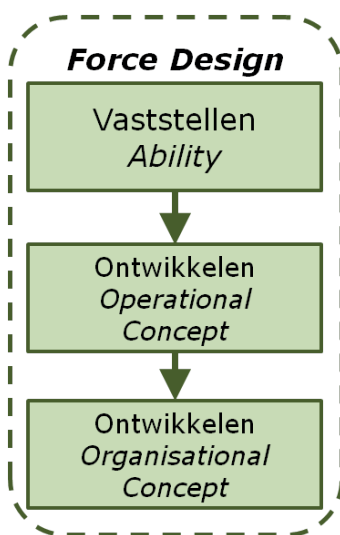 Force Design
Vaststellen
Ability
Ontwikkelen
Operational
Concept
Ontwikkelen
Organisational
Concept